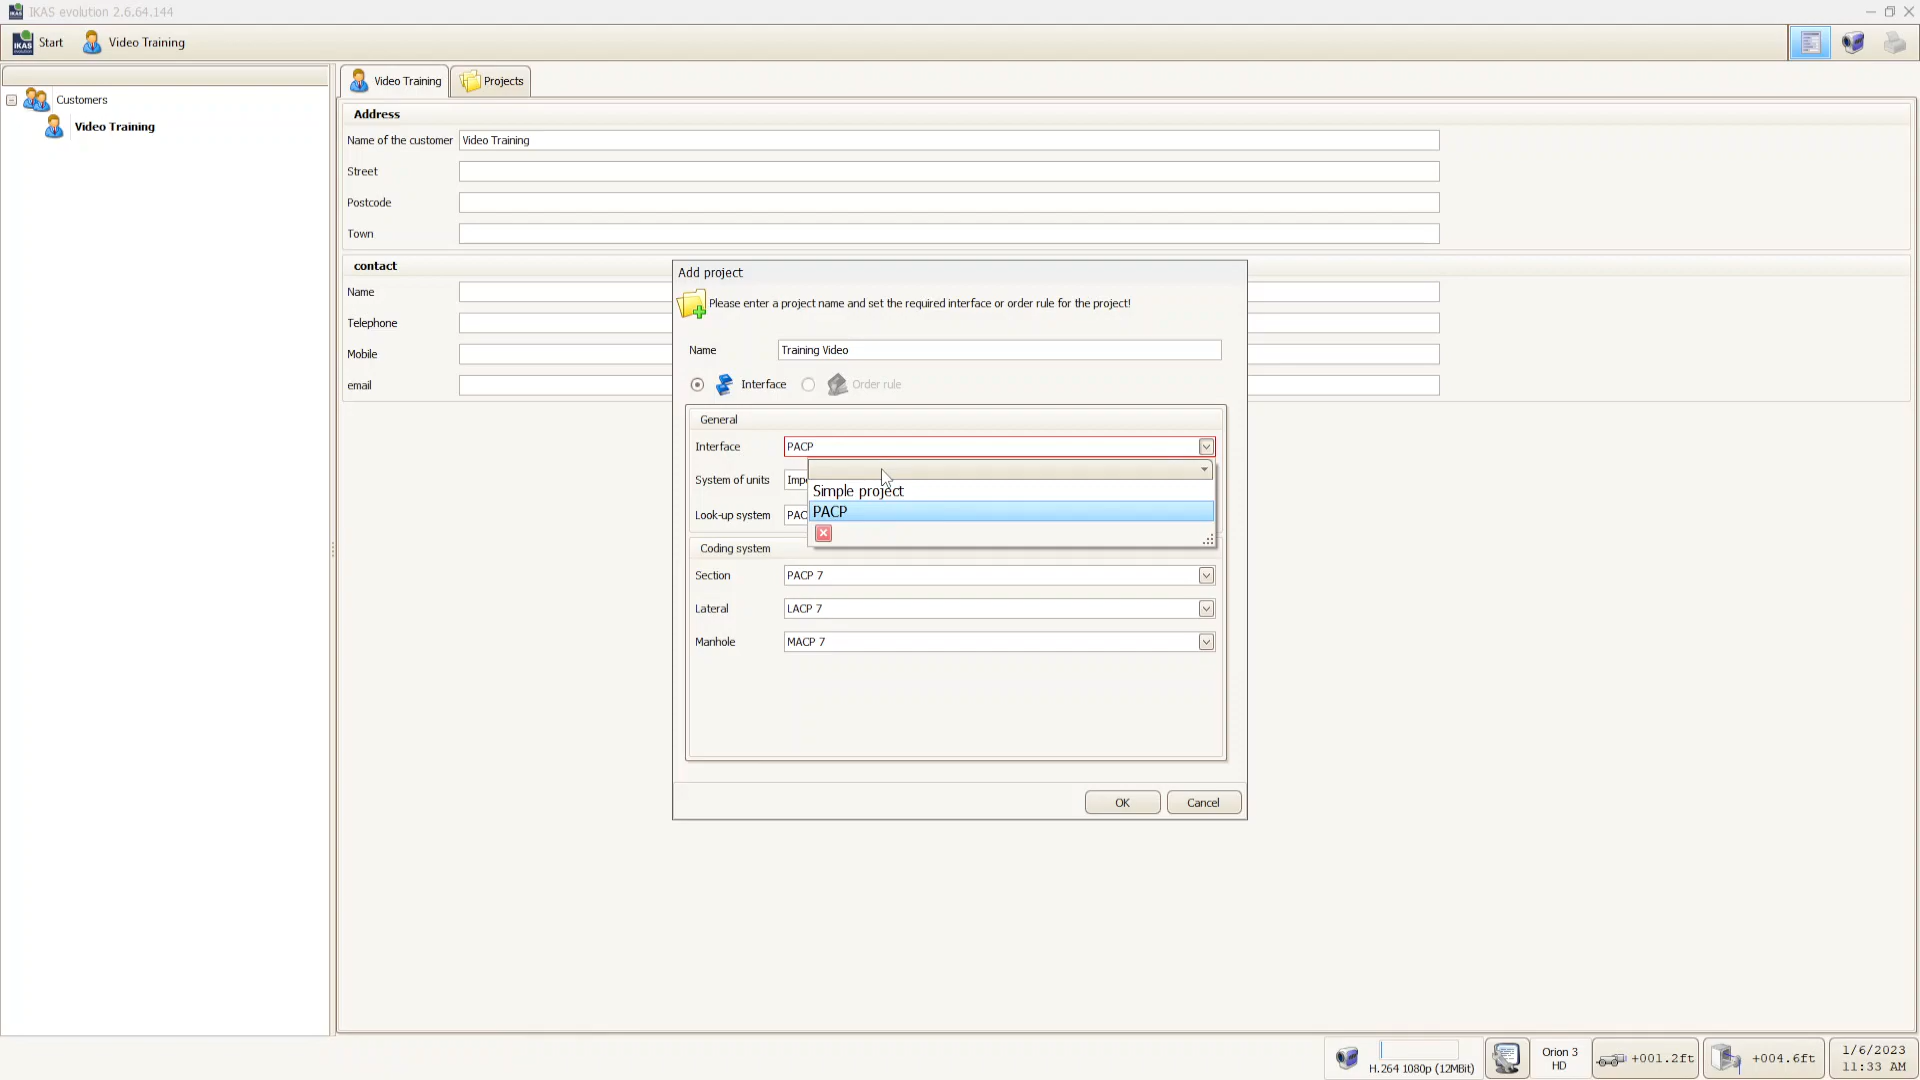 IKAS evolution 2.6.64.144
Start
Video Training
Customers
Video Training
Video Training
Projects
Address
Name of the customer
Video Training
Street
Postcode
Town
contact
Name
Telephone
Mobile
email
Add project
Please enter a project name and set the required interface or order rule for the project!
Name
Training Video
Interface
Order rule
General
Interface
PACP
System of units
Simple project
Look-up system
PACP
Coding system
Section
PACP 7
Lateral
LACP 7
Manhole
MACP 7
OK
Cancel
H.264 1080p (12MBit)
Orion 3
HD
+001.2ft
+004.6ft
1/6/2023
11:33 AM